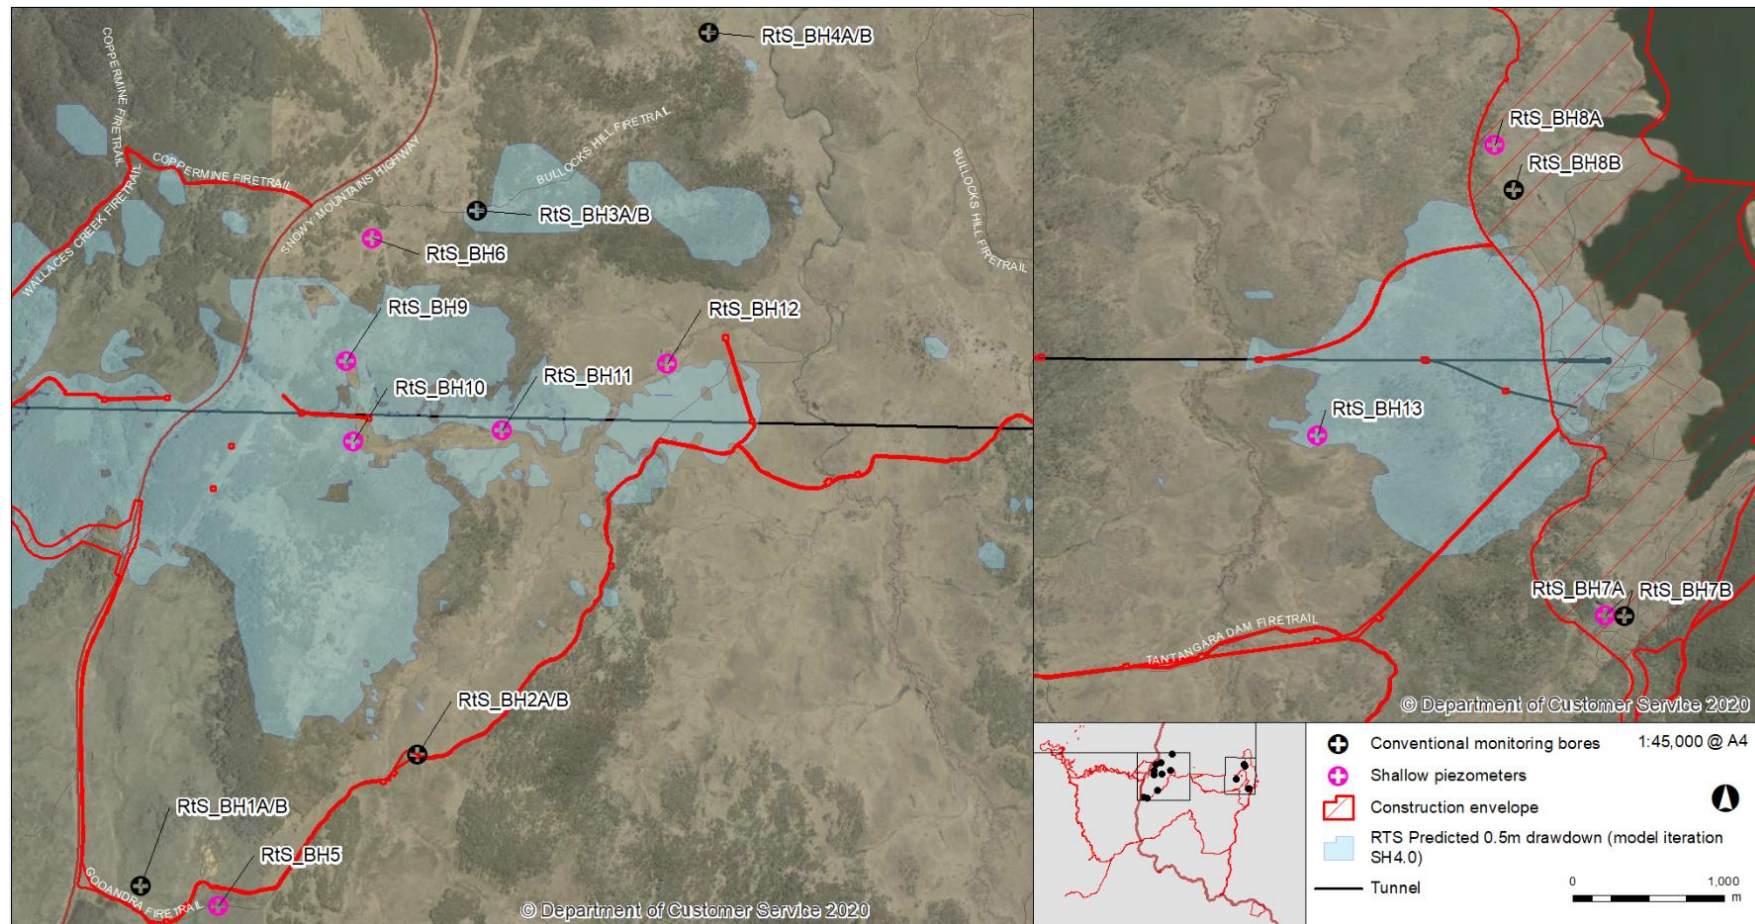 COPPERMINE FIRETRAIL
RtS_BH4A/B
COPPERMINE FIRETRAIL
WALLACES CREEK FIRETRAIL
SNOWY MOUNTAINS HIGHWAY
BULLOCKS HILL FIRETRAIL
BULLOCKS HILL FIRETRAIL
RtS_BH3A/B
RtS_BH6
RtS_BH9
RtS_BH12
RtS_BH11
RtS_BH10
RtS_BH2A/B
RtS_BH1A/B
RtS_BH5
GOOANDRA FIRETRAIL
© Department of Customer Service 2020
RtS_BH8A
RtS_BH8B
RtS_BH13
RtS_BH7A
RtS_BH7B
TANTANGARA DAM FIRETRAIL
© Department of Customer Service 2020
Conventional monitoring bores
1:45,000 @ A4
Shallow piezometers
Construction envelope
RTS Predicted 0.5m drawdown (model iteration
SH4.0)
Tunnel
0 1,000
m